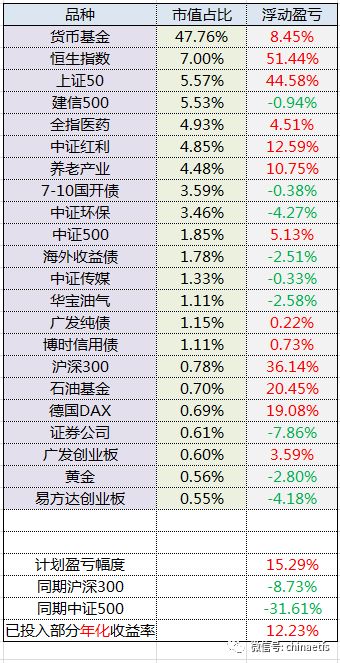 品种 市值占比 浮动盈亏
货币基金 47.76% 8.45%
恒生指数 7.00% 51.44%
上证50 5.57% 44.58%
建信500 5.53% -0.94%
全指医药 4.93% 4.51%
中证红利 4.85% 12.59%
养老产业 4.48% 10.75%
7-10国开债 3.59% -0.38%
中证环保 3.46% -4.27%
中证500 1.85% 5.13%
海外收益债 1.78% -2.51%
中证传媒 1.33% -0.33%
华宝油气 1.11% -2.58%
广发纯债 1.15% 0.22%
博时信用债 1.11% 0.73%
沪深300 0.78% 36.14%
石油基金 0.70% 20.45%
德国DAX 0.69% 19.08%
证券公司 0.61% -7.86%
广发创业板 0.60% 3.59%
黄金 0.56% -2.80%
易方达创业板 0.55% -4.18%
计划盈亏幅度 15.29%
同期沪深300 -8.73%
同期中证500 -31.61%
已投入部分年化收益率 12.23%
微信号: chinaetfs